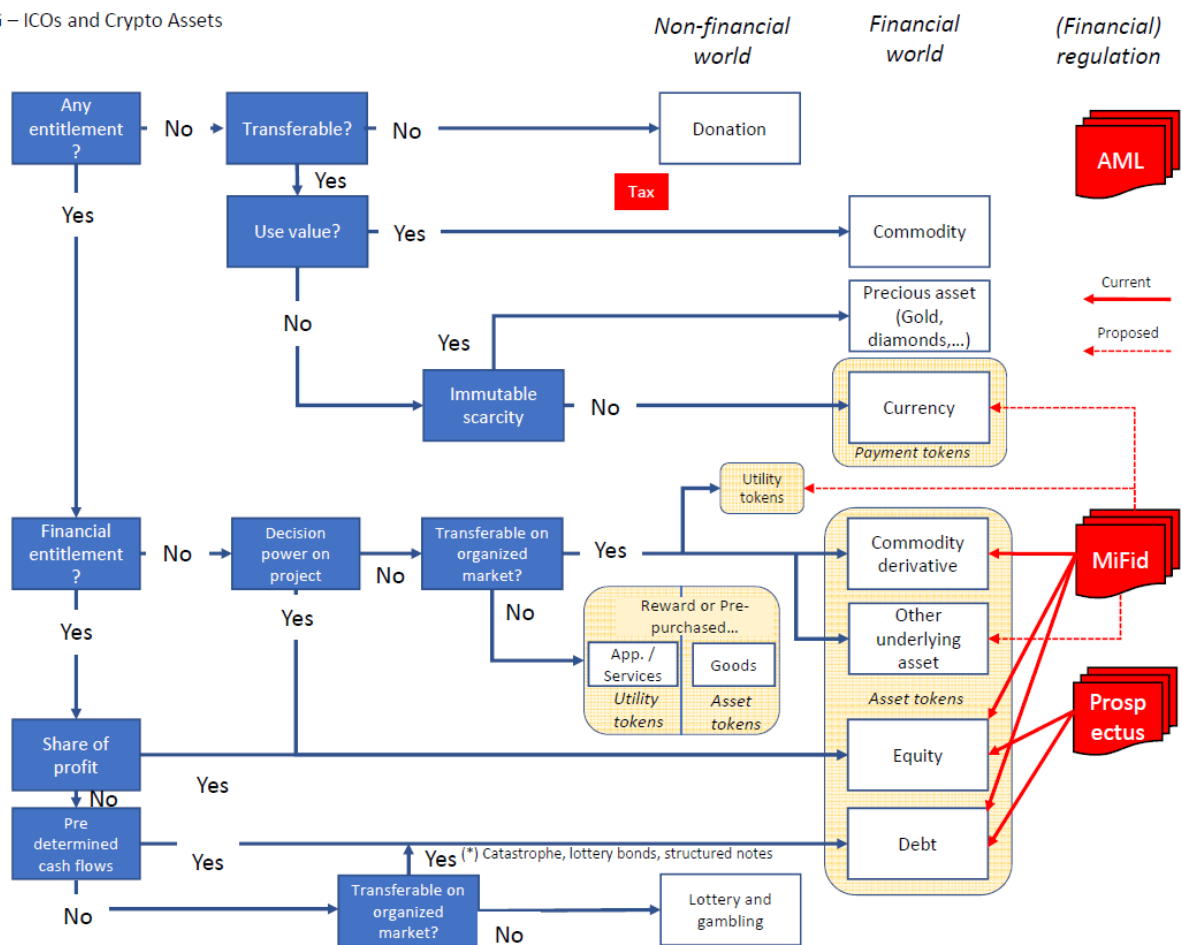 – ICOs and Crypto Assets
Non-financial
world
Financial
world
(Financial)
regulation
Any
entitlement
?
No
Transferable?
No
Donation
AML
Yes
Yes
Tax
Use value?
Yes
Commodity
Current
No
Yes
Precious asset
(Gold,
diamonds,...)
Proposed
Immutable
scarcity
No
Currency
Payment tokens
Utility
tokens
Financial
entitlement
?
No
Decision
power on
project
No
Transferable on
organized
market?
Yes
Commodity
derivative
MiFid
Yes
Yes
No
Reward or Pre-
purchased...
App. /
Services
Goods
Utility
tokens
Asset
tokens
Other
underlying
asset
Asset tokens
Prosp
ectus
Share of
profit
Yes
Equity
No
Pre
determined
cash flows
Yes
Yes
(*) Catastrophe, lottery bonds, structured notes
Debt
No
Transferable on
organized
market?
No
Lottery and
gambling